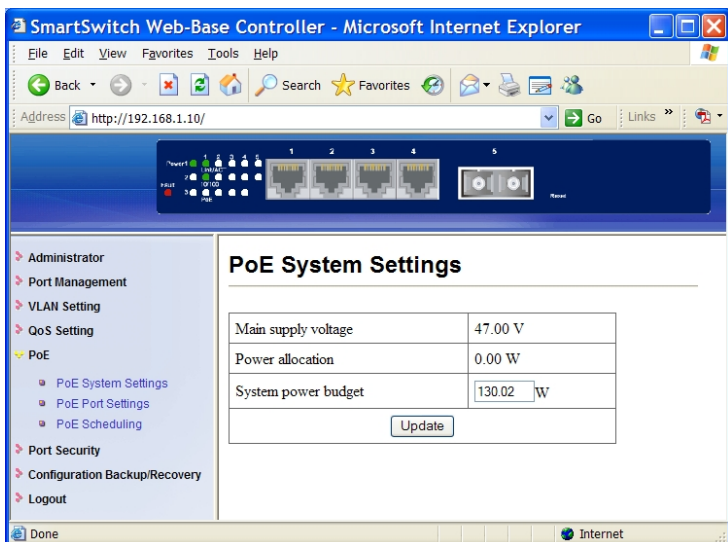 SmartSwitch Web-Base Controller - Microsoft Internet Explorer
File Edit View Favorites Tools Help
Back Search Favorites
Address http://192.168.1.10/ Go Links »
1 2 3 4 5
Power1 1 2 3 4 5
Link/ACT
2
FAULT 10/100
3
PoE
Reset
Administrator
Port Management
VLAN Setting
QoS Setting
PoE
PoE System Settings
PoE Port Settings
PoE Scheduling
Port Security
Configuration Backup/Recovery
Logout
PoE System Settings
Main supply voltage 47.00 V
Power allocation 0.00 W
System power budget 130.02 W
Update
Done Internet